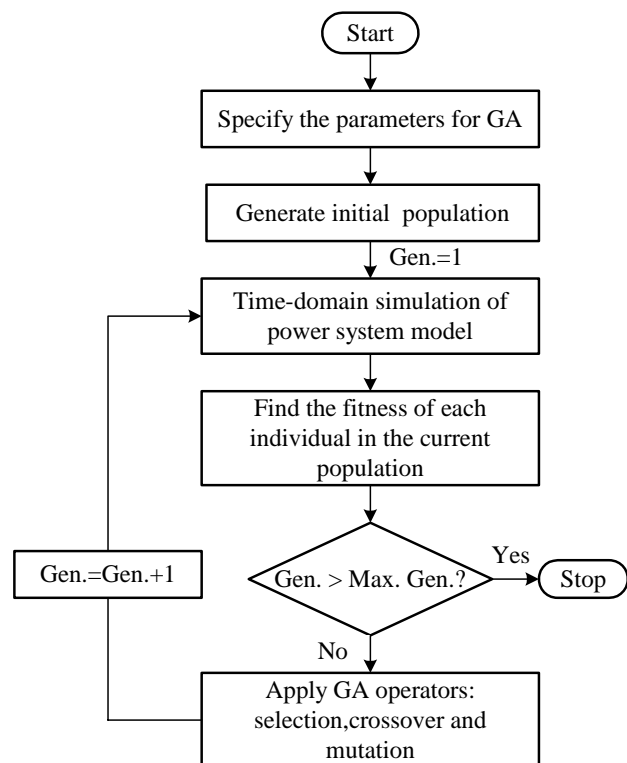 Start
Specify the parameters for GA
Generate initial population
Gen.=1
Time-domain simulation of
power system model
Find the fitness of each
individual in the current
population
Gen.=Gen.+1
Gen. > Max. Gen.?
Yes
Stop
No
Apply GA operators:
selection,crossover and
mutation